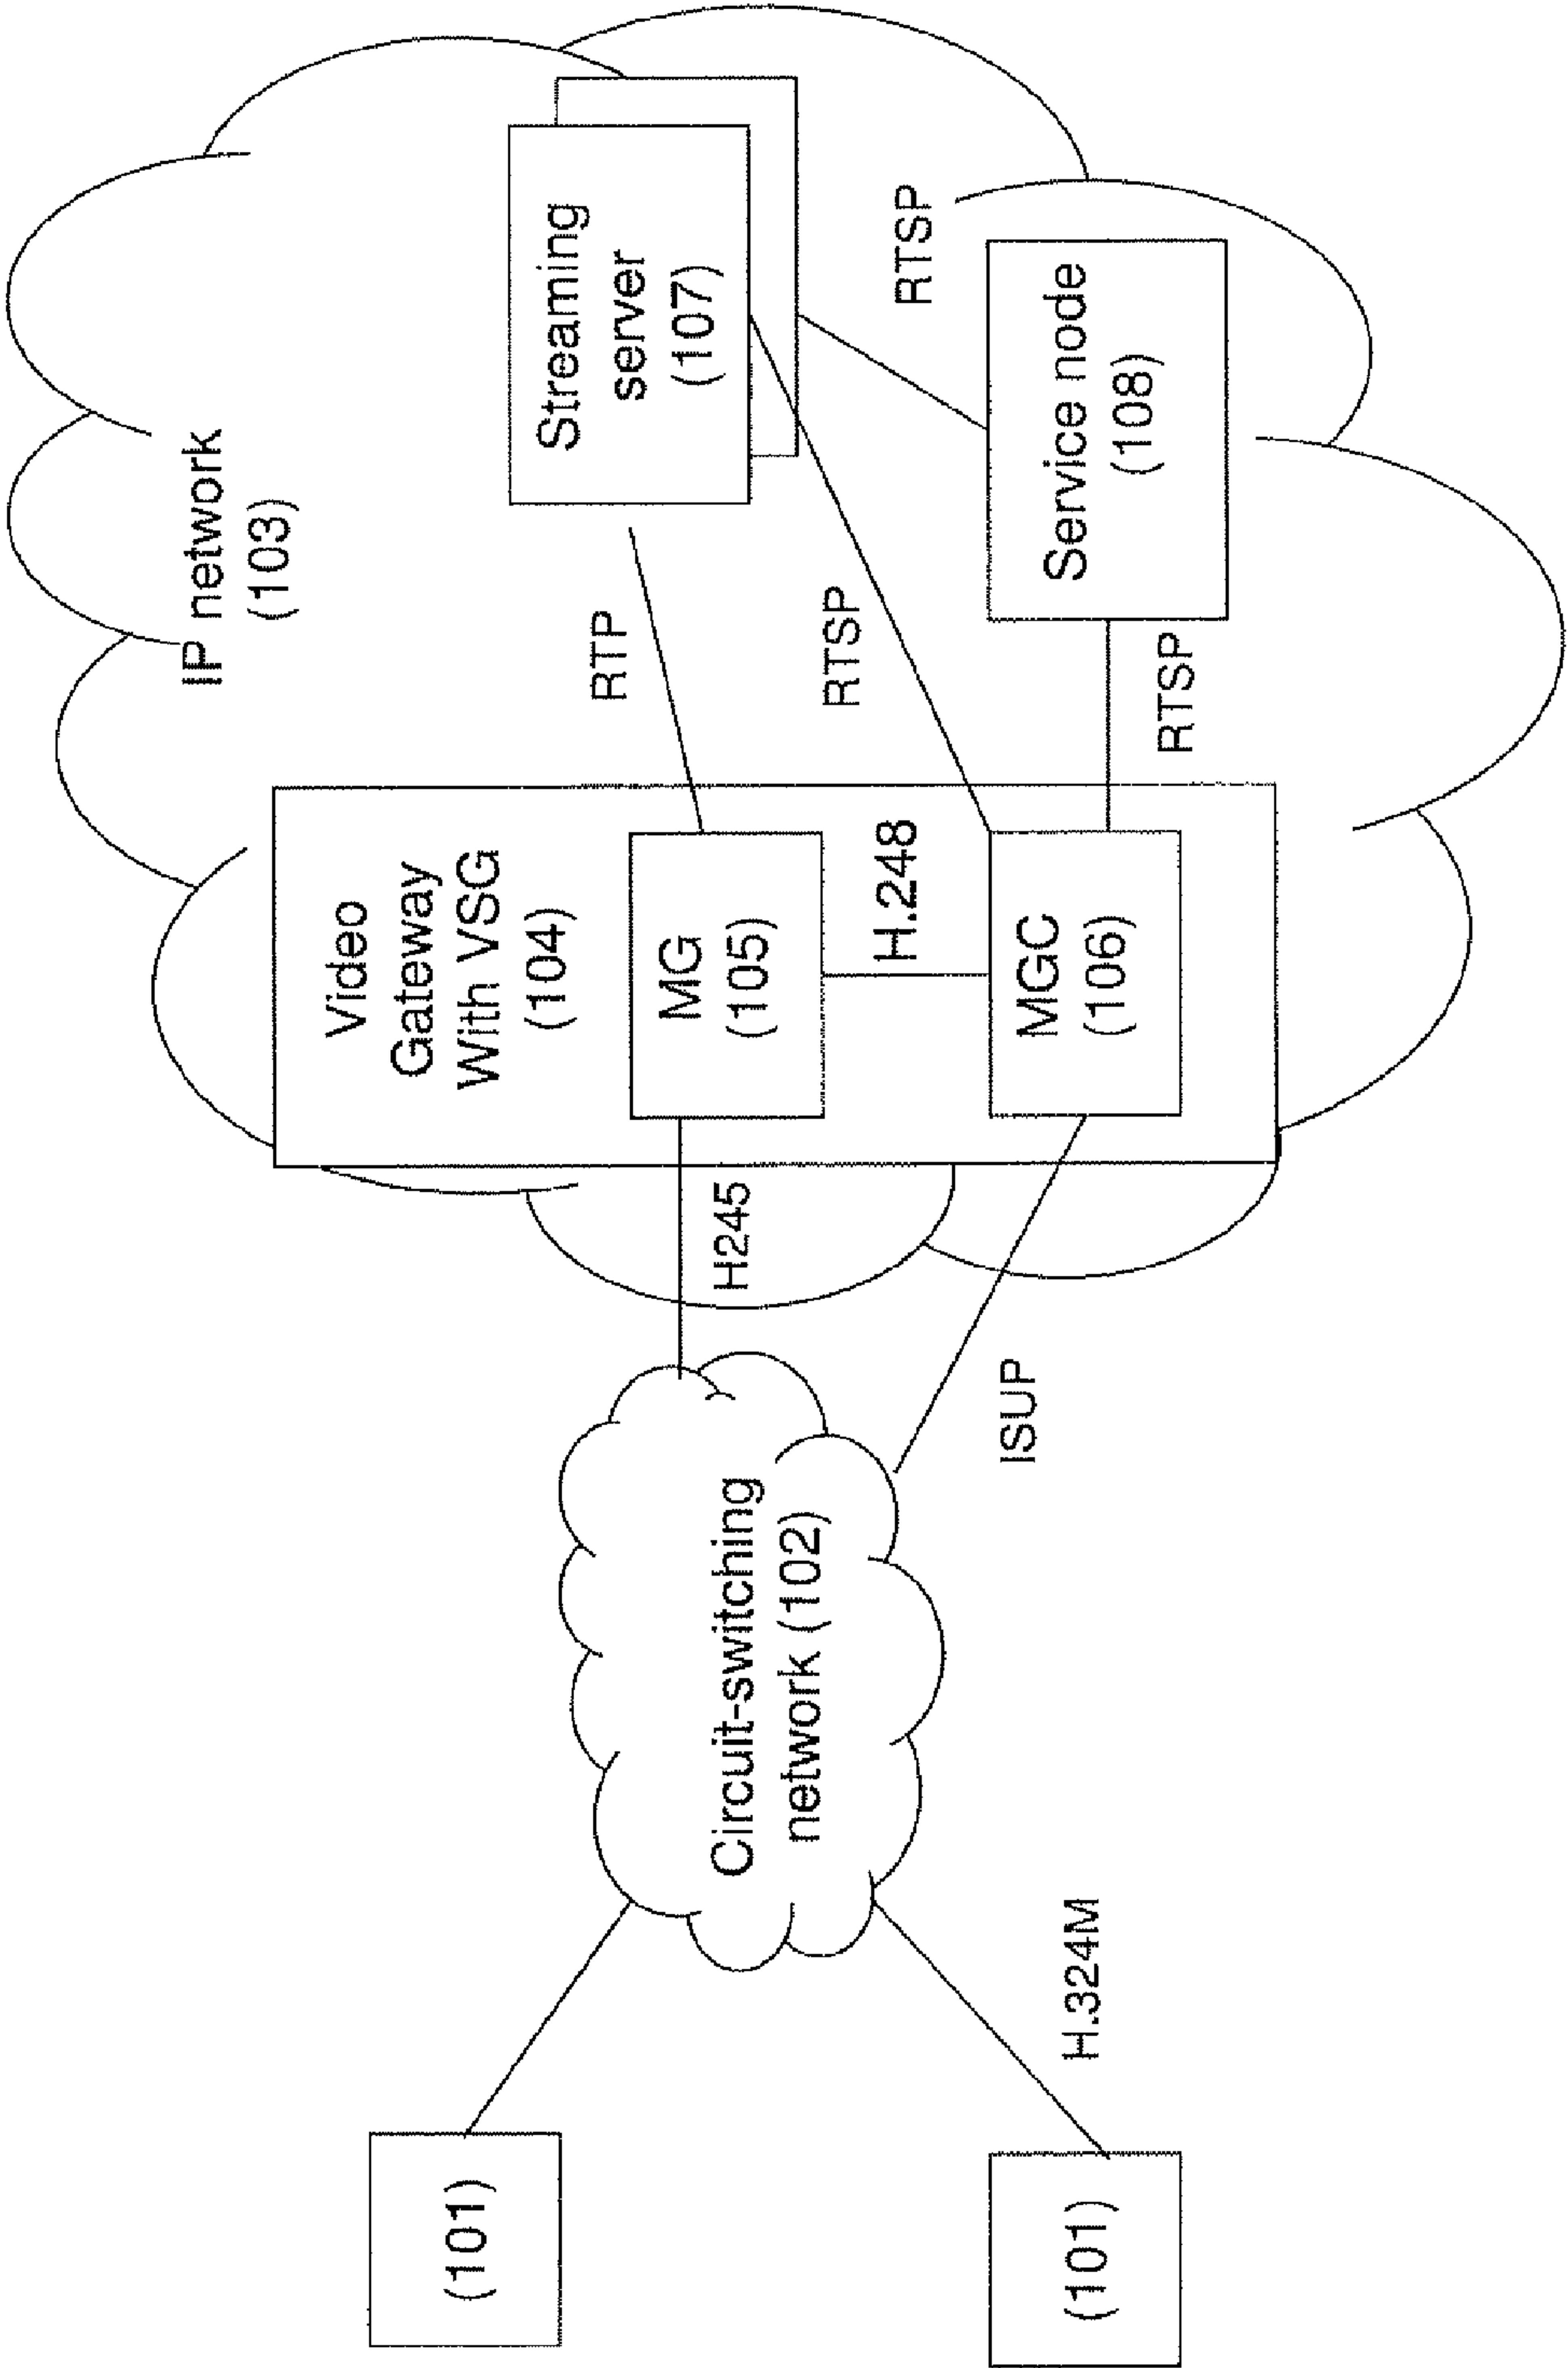 IP network
(103)
Video
Gateway
With VSG
(104)
MG
(105)
H.248
MGC
(106)
Streaming
server
(107)
Service node
(108)
RTP
RTSP
RTSP
RTSP
H245
ISUP
Circuit-switching
network (102)
(101)
(101)
H.324M